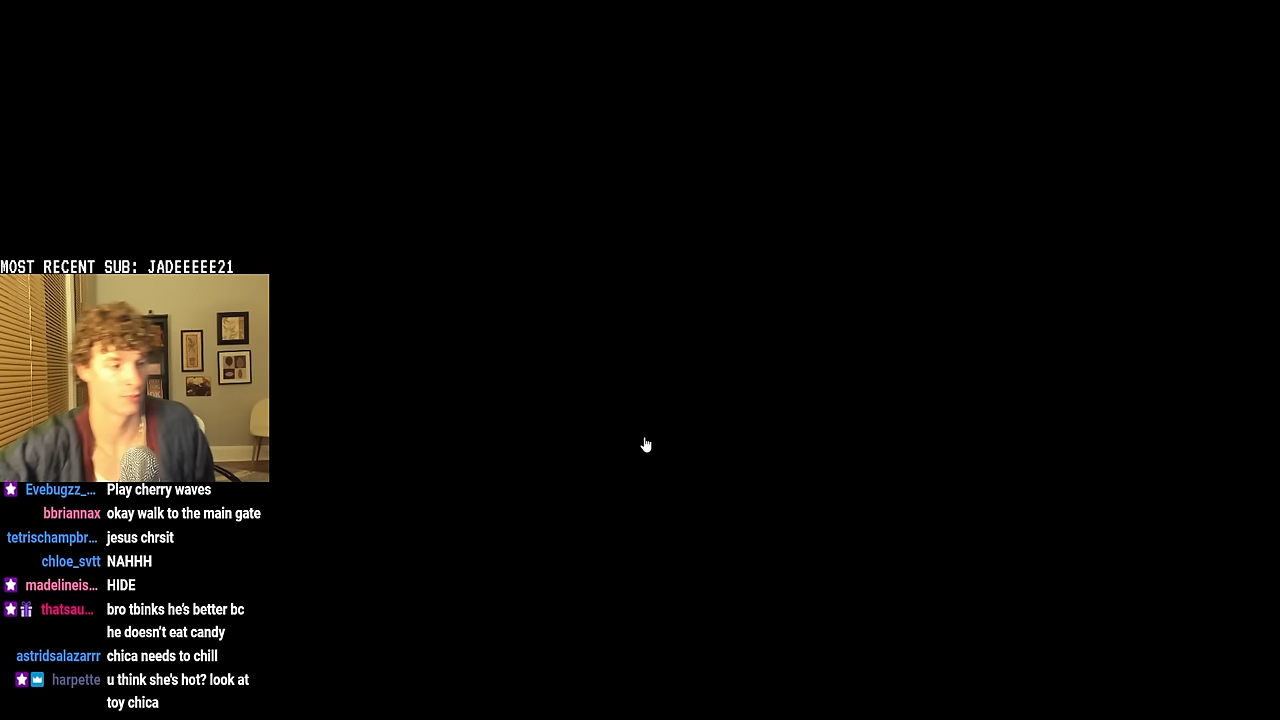 MOST RECENT SUB: JADEEEEE21
Evebugzz_… Play cherry waves
bbriannax okay walk to the main gate
tetrischampbr… jesus chrsit
chloe_svtt NAHHH
madelineis… HIDE
thatsau… bro tbinks he's better bc
he doesn't eat candy
astridsalazarrr chica needs to chill
harpette u think she's hot? look at
toy chica